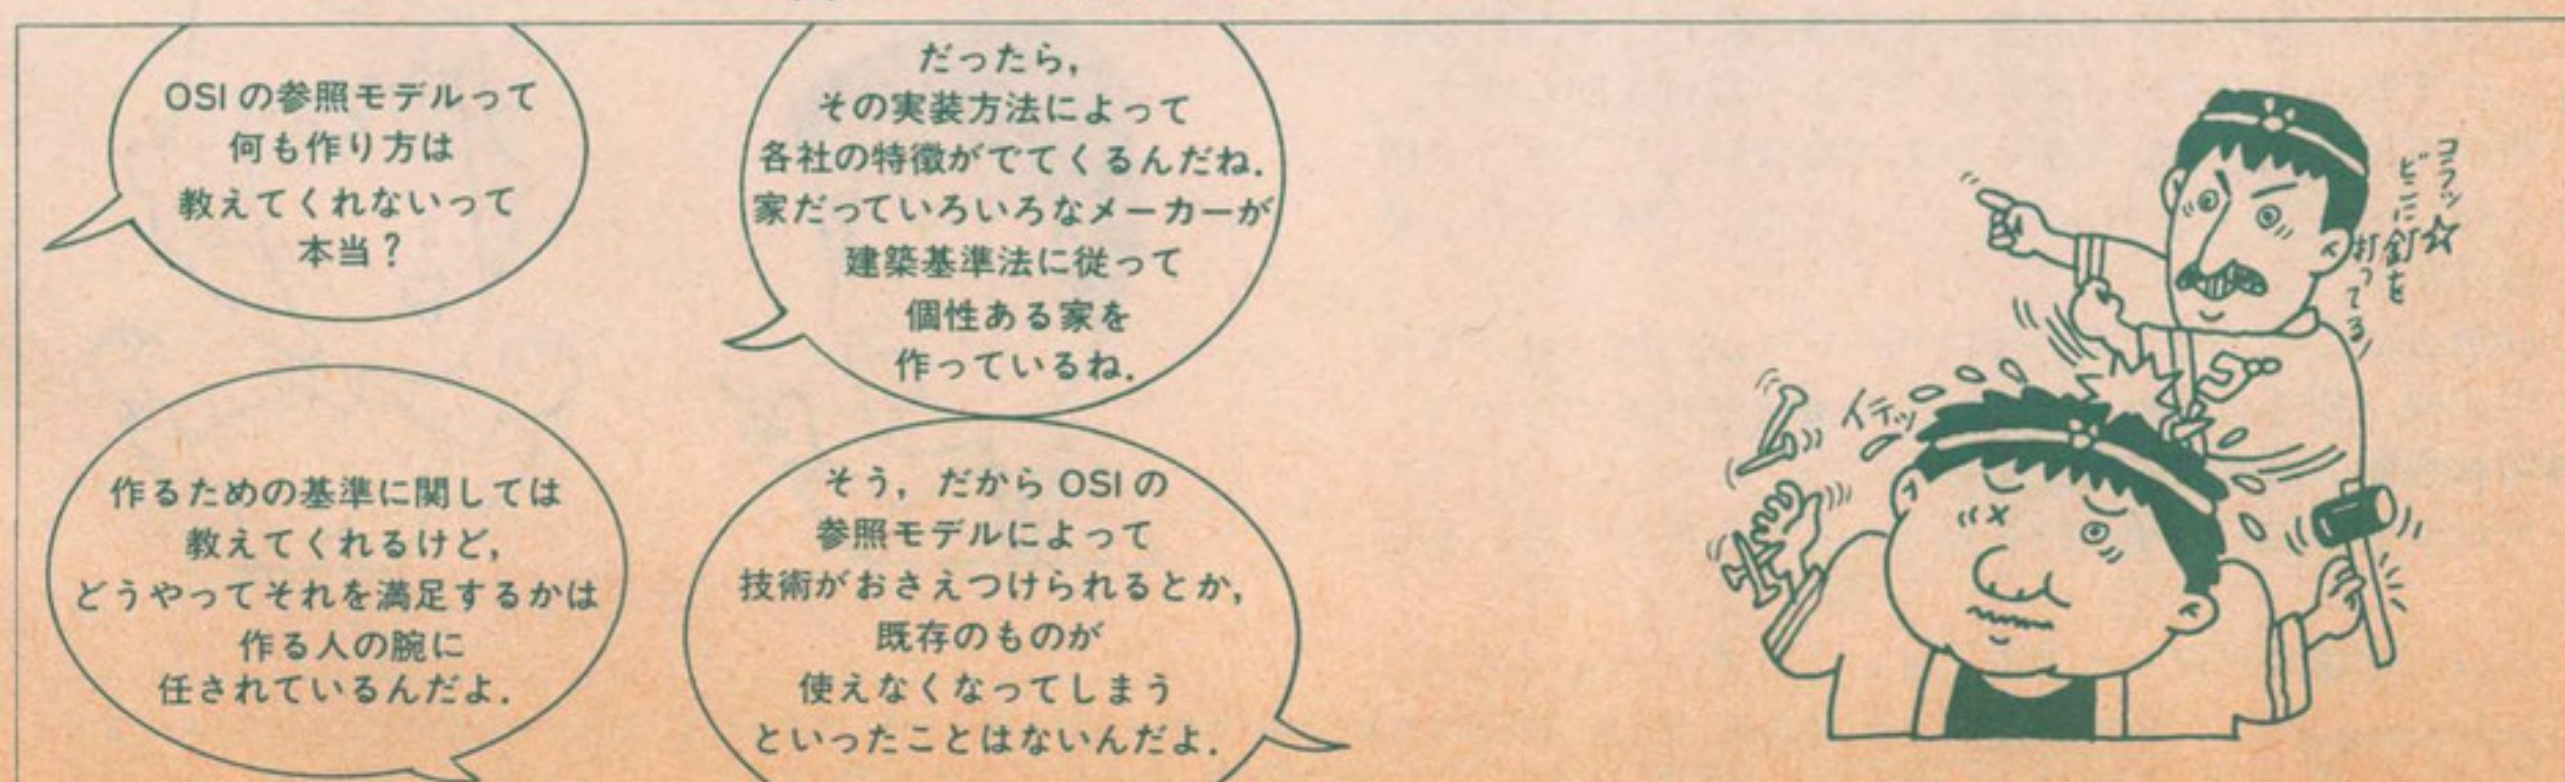 OSIの参照モデルって
何も作り方は
教えてくれないって
本当？
作るための基準に関しては
教えてくれるけど，
どうやってそれを満足するかは
作る人の腕に
任されているんだよ．
だったら，
その実装方法によって
各社の特徴がでてくるんだね．
家だっていろいろなメーカーが
建築基準法に従って
個性ある家を
作っているね．
そう，だからOSIの
参照モデルによって
技術がおさえつけられるとか，
既存のものが
使えなくなってしまう
といったことはないんだよ．
コラッ☆
どこに釘を
打ってる
イテッ